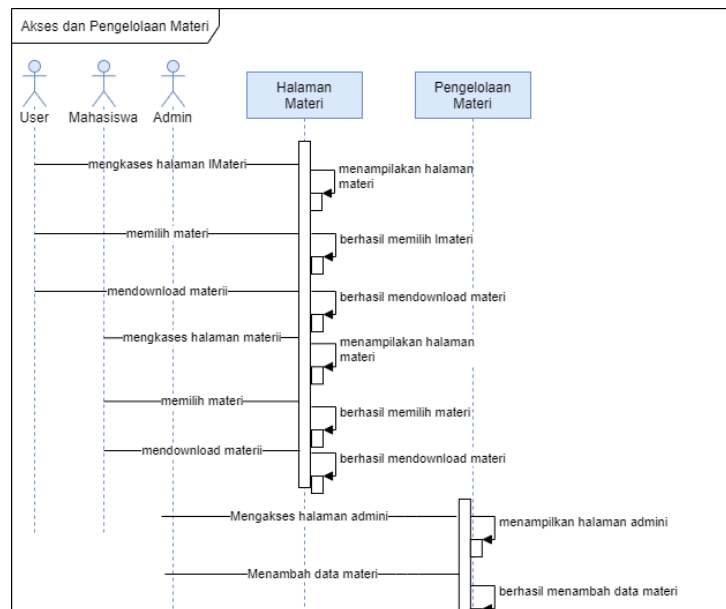 Akses dan Pengelolaan Materi
User
Mahasiswa
Admin
Halaman
Materi
Pengelolaan
Materi
mengkases halaman lMateri
menampilakan halaman
materi
memilih materi
berhasil memilih lmateri
mendownload materii
berhasil mendownload materi
mengkases halaman materii
menampilakan halaman
materi
memilih materi
berhasil memilih materi
mendownload materii
berhasil mendownload materi
Mengakses halaman admini
menampilkan halaman admini
Menambah data materi
berhasil menambah data materi